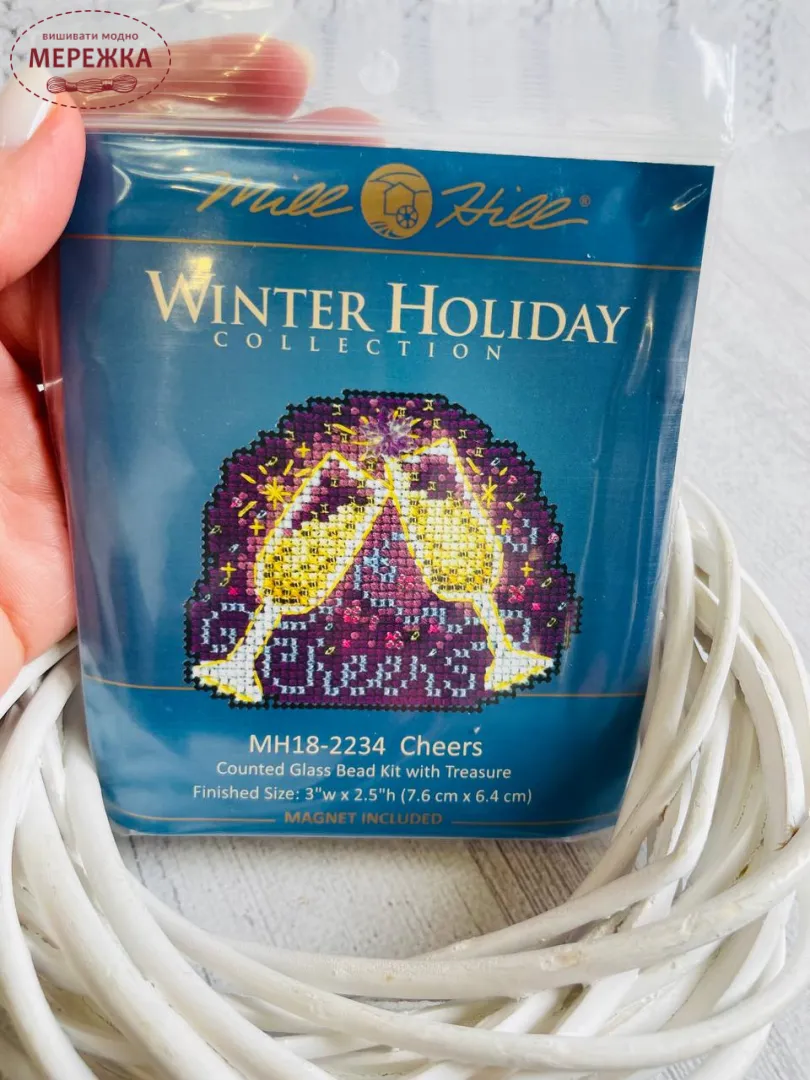 вишивати модно
МЕРЕЖКА
Mill Hill®
WINTER HOLIDAY
COLLECTION
Cheers
MH18-2234 Cheers
Counted Glass Bead Kit with Treasure
Finished Size: 3"w x 2.5"h (7.6 cm x 6.4 cm)
MAGNET INCLUDED